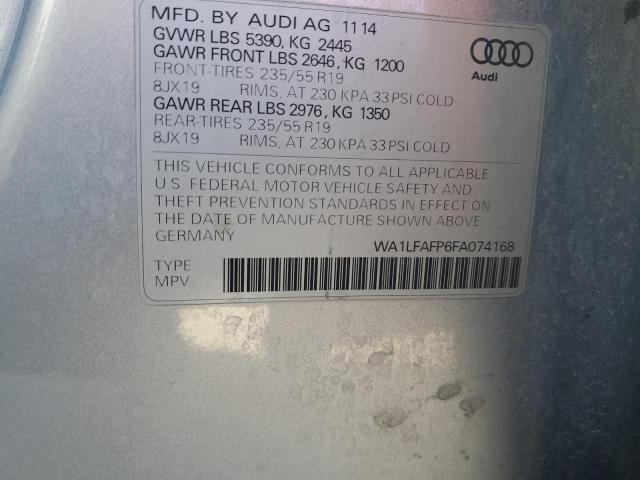 MFD. BY AUDI AG 11 14
GVWR LBS 5390, KG 2445
GAWR FRONT LBS 2646, KG 1200
FRONT-TIRES 235/55 R19
8JX19 RIMS, AT 230 KPA 33 PSI COLD
GAWR REAR LBS 2976, KG 1350
REAR-TIRES 235/55 R19
8JX19 RIMS, AT 230 KPA 33 PSI COLD
Audi
THIS VEHICLE CONFORMS TO ALL APPLICABLE
U.S. FEDERAL MOTOR VEHICLE SAFETY AND
THEFT PREVENTION STANDARDS IN EFFECT ON
THE DATE OF MANUFACTURE SHOWN ABOVE.
GERMANY
WA1LFAFP6FA074168
TYPE:
MPV